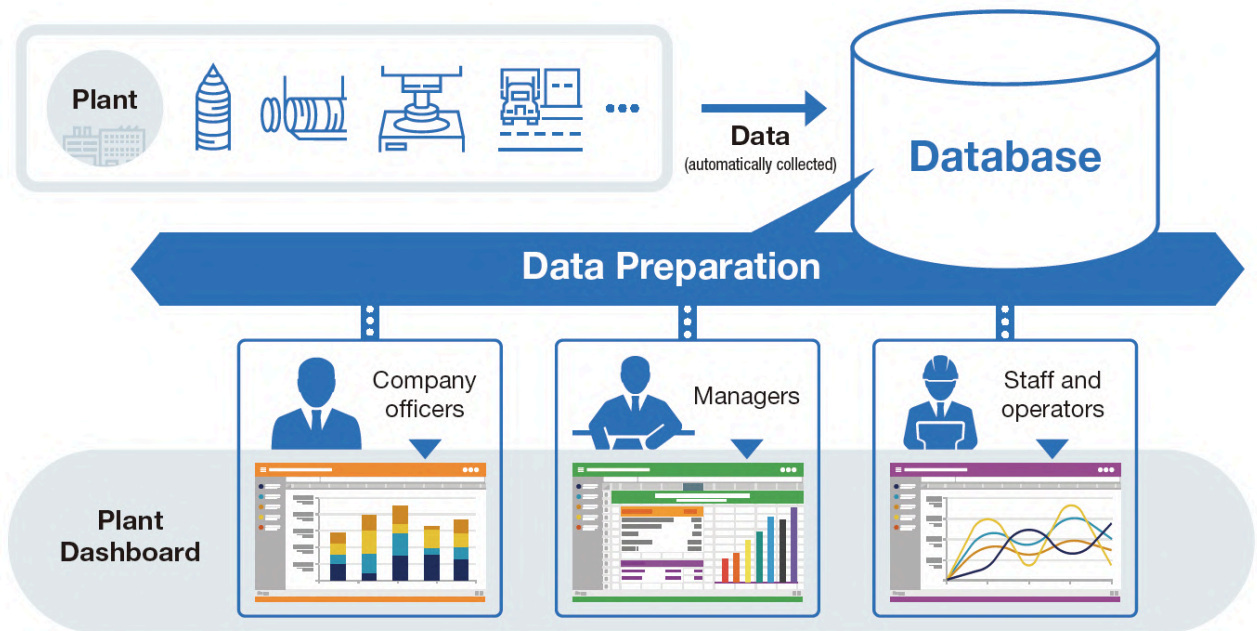 Plant
Data
(automatically collected)
Database
Data Preparation
Company
officers
Managers
Staff and
operators
Plant
Dashboard